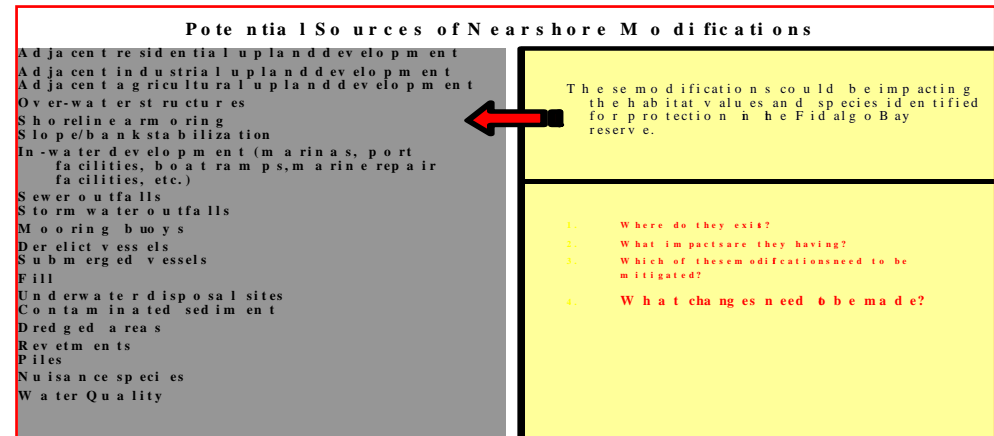 Potential Sources of Nearshore Modifications
Adjacent residential upland development
Adjacent industrial upland development
Adjacent agricultural upland development
Over-water structures
Shoreline armoring
Slope/bank stabilization
In-water development (marinas, port
facilities, boat ramps, marine repair
facilities, etc.)
Sewer outfalls
Storm water outfalls
Mooring buoys
Derelict vessels
Submerged vessels
Fill
Underwater disposal sites
Contaminated sediment
Dredged areas
Revetments
Piles
Nuisance species
Water Quality
These modifications could be impacting
the habitat values and species identified
for protection in he Fidalgo Bay
reserve.
1. Where do they exist?
2. What impacts are they having?
3. Which of these modifications need to be
mitigated?
4. What changes need to be made?